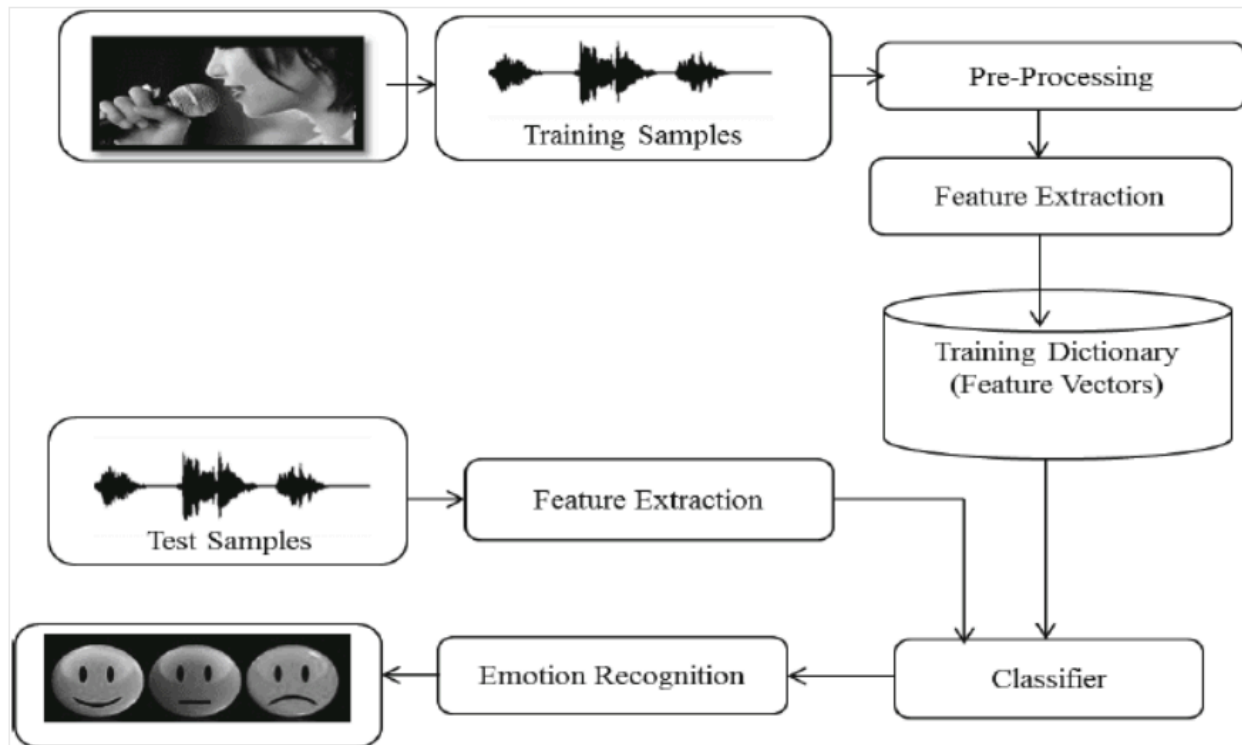 Training Samples
Pre-Processing
Feature Extraction
Training Dictionary
(Feature Vectors)
Test Samples
Feature Extraction
Emotion Recognition
Classifier